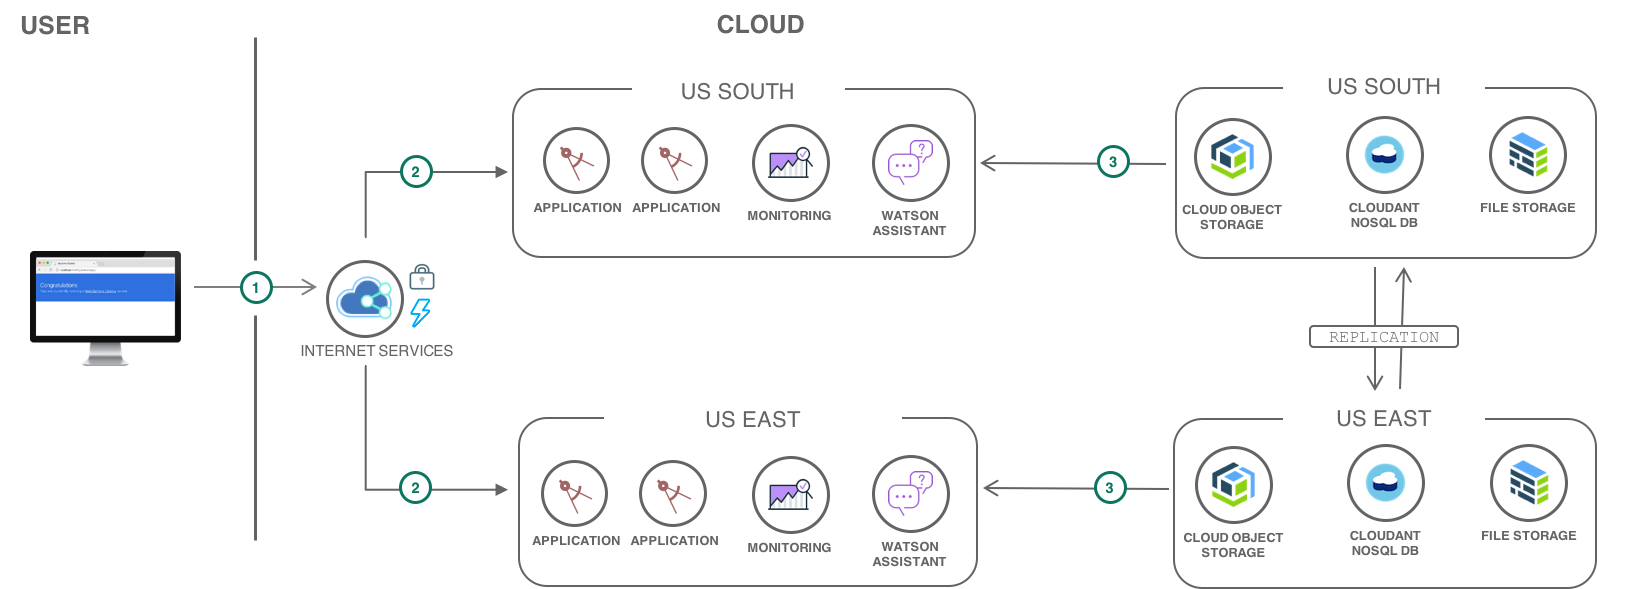 USER
CLOUD
US SOUTH
APPLICATION
APPLICATION
MONITORING
WATSON
ASSISTANT
2
3
US SOUTH
CLOUD OBJECT
STORAGE
CLOUDANT
NOSQL DB
FILE STORAGE
Congratulations
1
INTERNET SERVICES
REPLICATION
US EAST
APPLICATION
APPLICATION
MONITORING
WATSON
ASSISTANT
2
3
US EAST
CLOUD OBJECT
STORAGE
CLOUDANT
NOSQL DB
FILE STORAGE
?
?